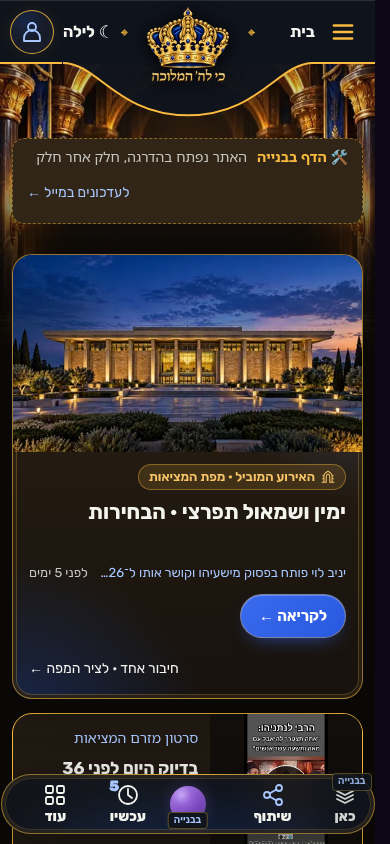 בית
כי לה' המלוכה
☾ לילה
🛠️ הדף בבנייה האתר נפתח בהדרגה, חלק אחר חלק
לעדכונים במייל ←
האירוע המוביל • מפת המציאות
ימין ושמאול תפרצי • הבחירות
יניב לוי פותח בפסוק מישעיהו וקושר אותו ל־26... לפני 5 ימים
לקריאה ←
חיבור אחד • לציר המפה ←
הרבי לנתניהו:
סרטון מזרם המציאות
בדיוק היום לפני 36
בבנייה
כאן
שיתוף
בבנייה
5
עכשיו
עוד